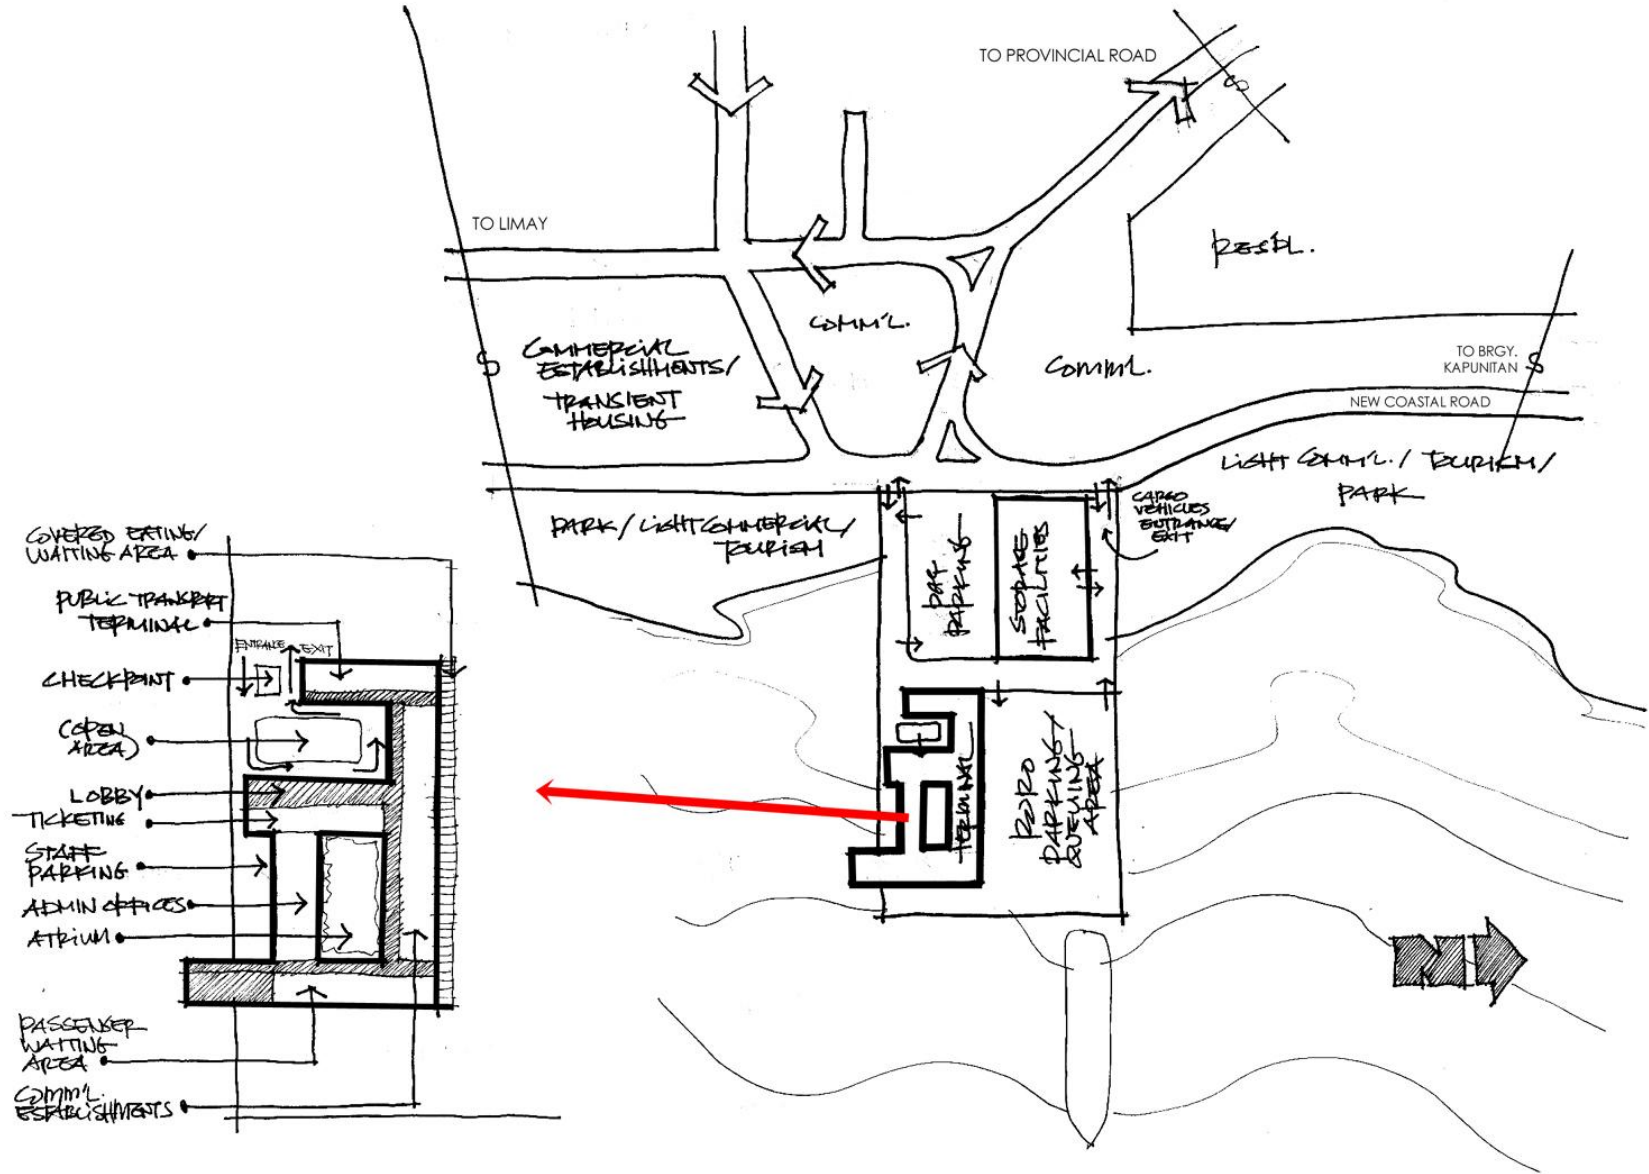 TO PROVINCIAL ROAD
TO LIMAY
RES'DL.
COMM'L.
COMMERCIAL
ESTABLISHMENTS/
TRANSIENT
HOUSING
COMM'L.
TO BRGY.
KAPUNITAN
NEW COASTAL ROAD
LIGHT COMM'L. / TOURISM /
PARK
PARK / LIGHT COMMERCIAL /
TOURISM
CARGO
VEHICLES
ENTRANCE/
EXIT
PARKING
STORAGE
FACILITIES
TERMINAL
RORO
PARKING/
QUEUING
AREA
COVERED EATING/
WAITING AREA
PUBLIC TRANSPORT
TERMINAL
ENTRANCE
EXIT
CHECKPOINT
(OPEN
AREA)
LOBBY
TICKETING
STAFF
PARKING
ADMIN OFFICES
ATRIUM
PASSENGER
WAITING
AREA
COMM'L.
ESTABLISHMENTS